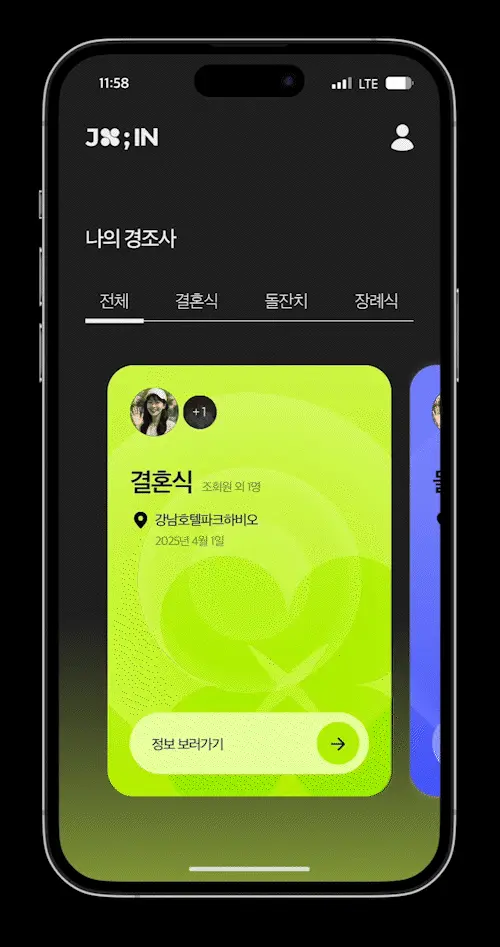 11:58
LTE
J;IN
나의 경조사
전체 결혼식 돌잔치 장례식
+1
결혼식 조희원 외 1명
강남호텔파크하비오
2025년 4월 1일
정보 보러가기